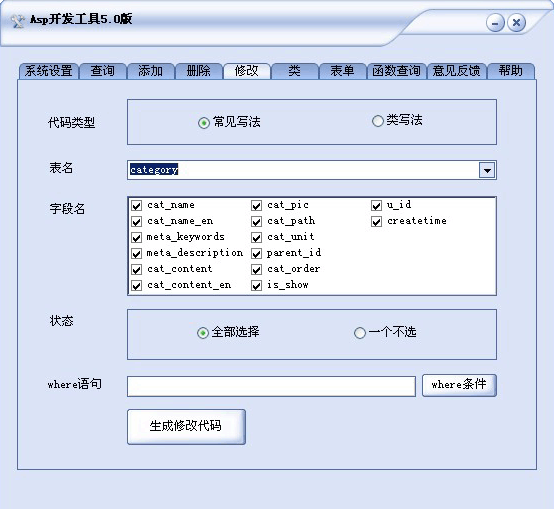 Asp开发工具5.0版
系统设置 查询 添加 删除 修改 类 表单 函数查询 意见反馈 帮助
代码类型 常见写法 类写法
表名 category
字段名 cat_name cat_pic u_id
cat_name_en cat_path createtime
meta_keywords cat_unit
meta_description parent_id
cat_content cat_order
cat_content_en is_show
状态 全部选择 一个不选
where语句 where条件
生成修改代码